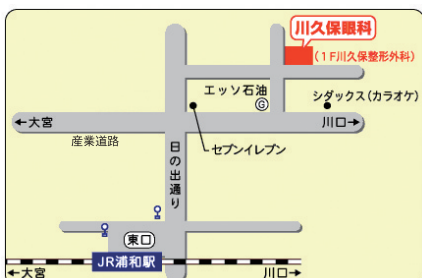 川久保眼科
(1F川久保整形外科)
エッソ石油
G
シダックス(カラオケ)
←大宮
川口→
産業道路
セブンイレブン
日の出通り
東口
JR浦和駅
←大宮
川口→